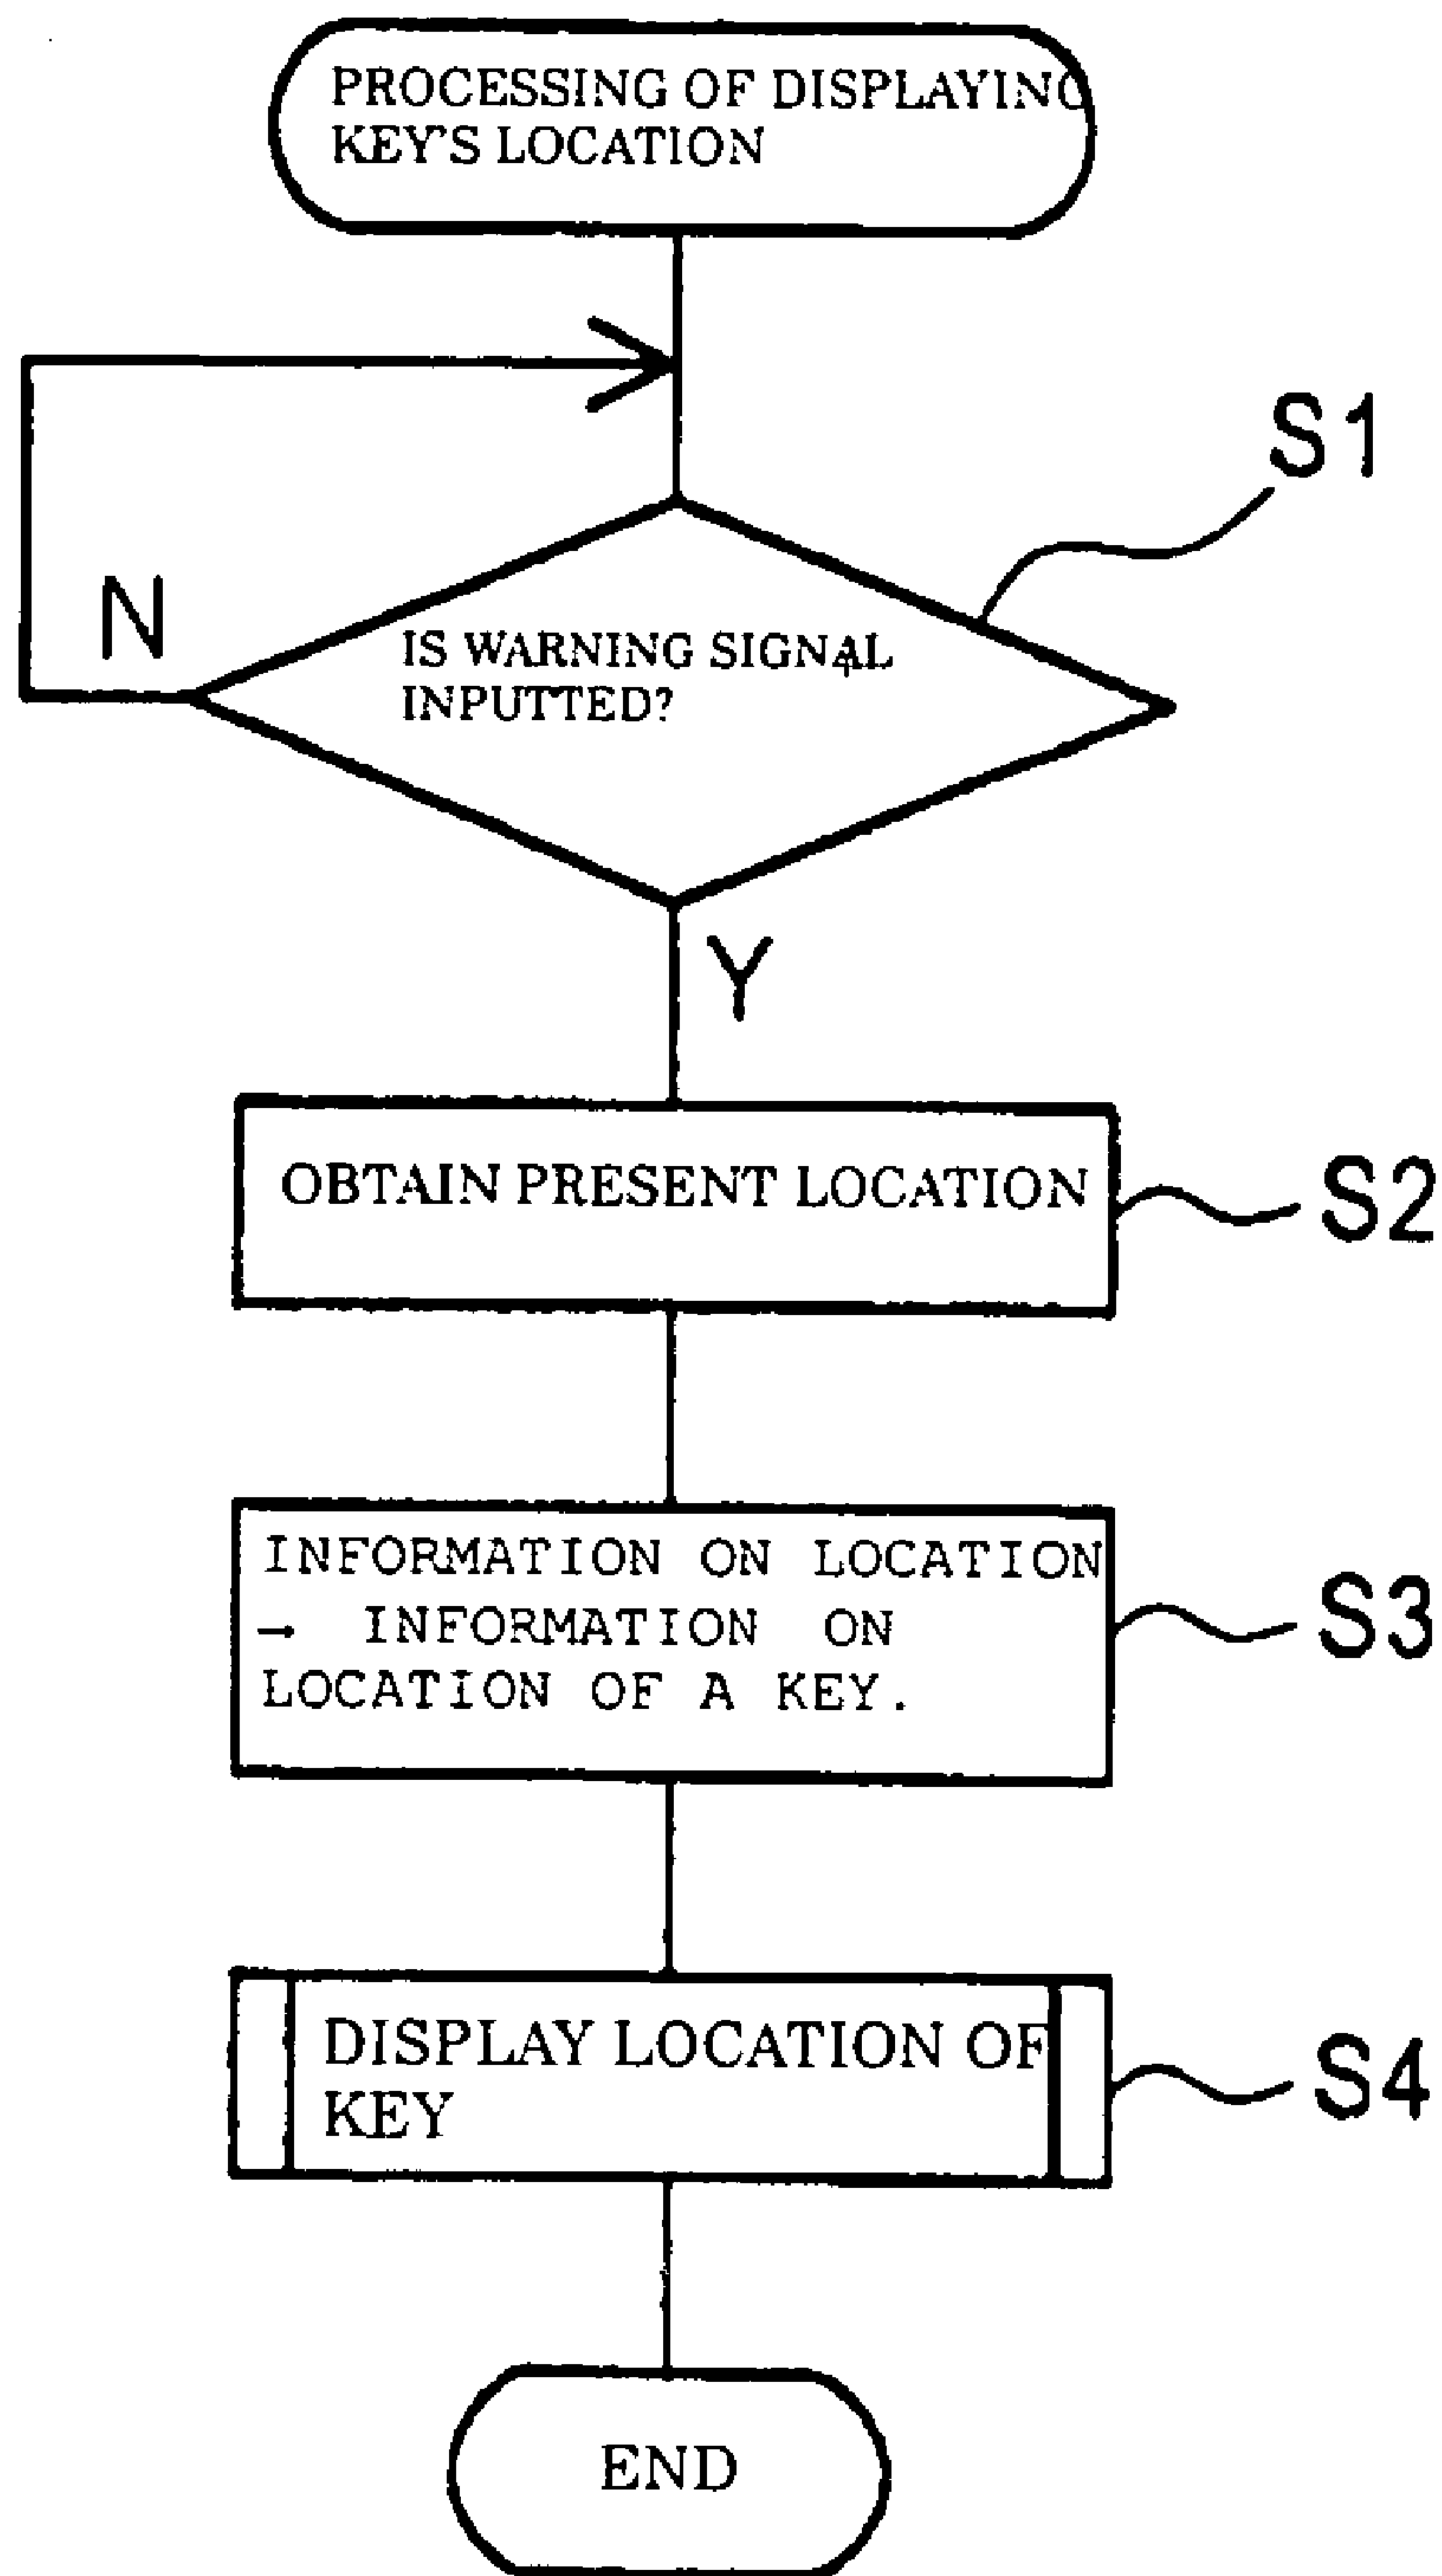 PROCESSING OF DISPLAYING
KEY'S LOCATION
S1
N
IS WARNING SIGNAL
INPUTTED?
Y
OBTAIN PRESENT LOCATION
S2
INFORMATION ON LOCATION
→ INFORMATION ON
LOCATION OF A KEY.
S3
DISPLAY LOCATION OF
KEY
S4
END